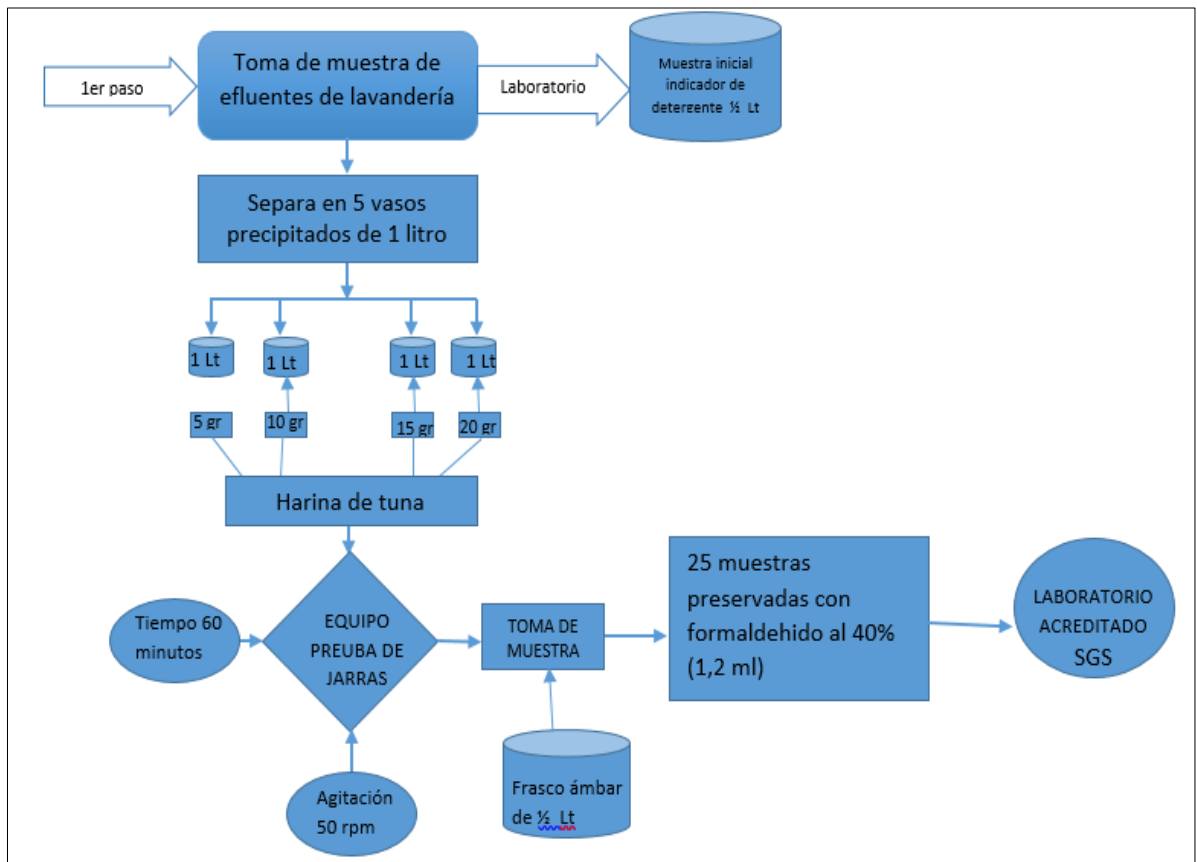 1er paso
Toma de muestra de
efluentes de lavandería
Laboratorio
Muestra inicial
indicador de
detergente ½ Lt
Separa en 5 vasos
precipitados de 1 litro
1 Lt
1 Lt
1 Lt
1 Lt
5 gr
10 gr
15 gr
20 gr
Harina de tuna
Tiempo 60
minutos
EQUIPO
PREUBA DE
JARRAS
TOMA DE
MUESTRA
25 muestras
preservadas con
formaldehido al 40%
(1,2 ml)
LABORATORIO
ACREDITADO
SGS
Agitación
50 rpm
Frasco ámbar
de ½ Lt